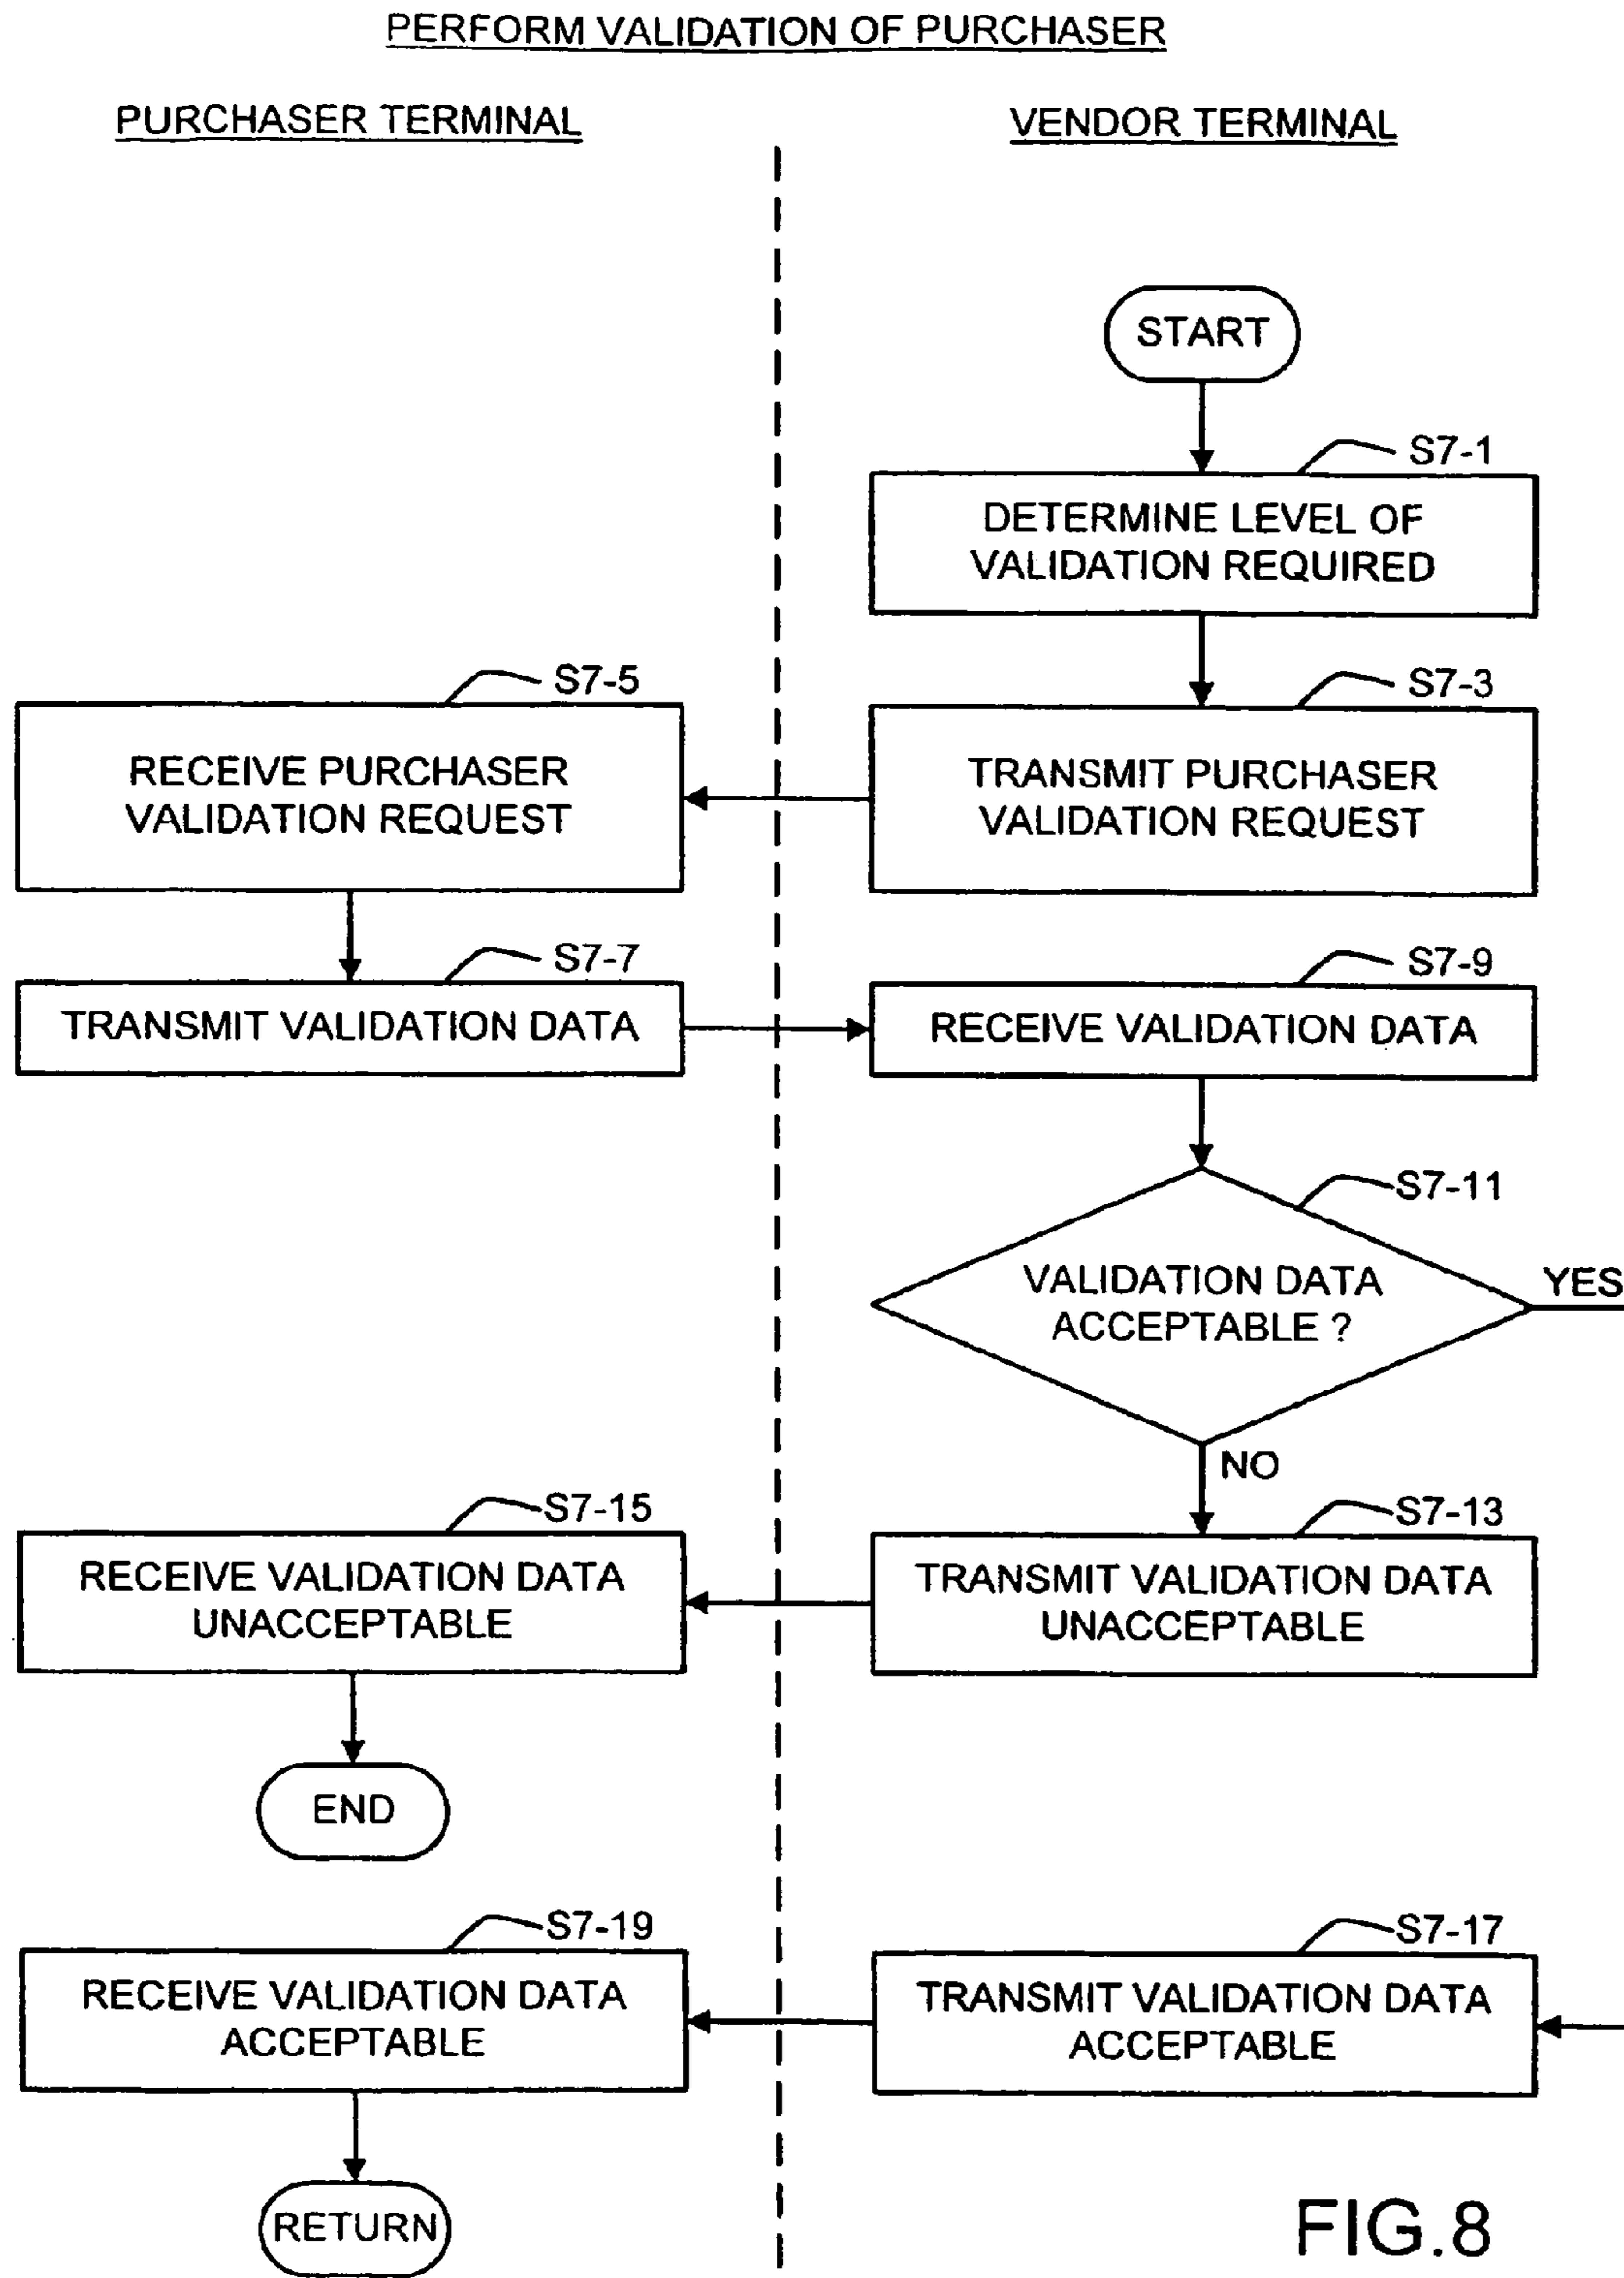 PERFORM VALIDATION OF PURCHASER
PURCHASER TERMINAL
VENDOR TERMINAL
START
S7-1
DETERMINE LEVEL OF
VALIDATION REQUIRED
S7-5
S7-3
RECEIVE PURCHASER
VALIDATION REQUEST
TRANSMIT PURCHASER
VALIDATION REQUEST
S7-7
S7-9
TRANSMIT VALIDATION DATA
RECEIVE VALIDATION DATA
S7-11
VALIDATION DATA
ACCEPTABLE ?
YES
NO
S7-15
S7-13
RECEIVE VALIDATION DATA
UNACCEPTABLE
TRANSMIT VALIDATION DATA
UNACCEPTABLE
END
S7-19
S7-17
RECEIVE VALIDATION DATA
ACCEPTABLE
TRANSMIT VALIDATION DATA
ACCEPTABLE
RETURN
FIG.8